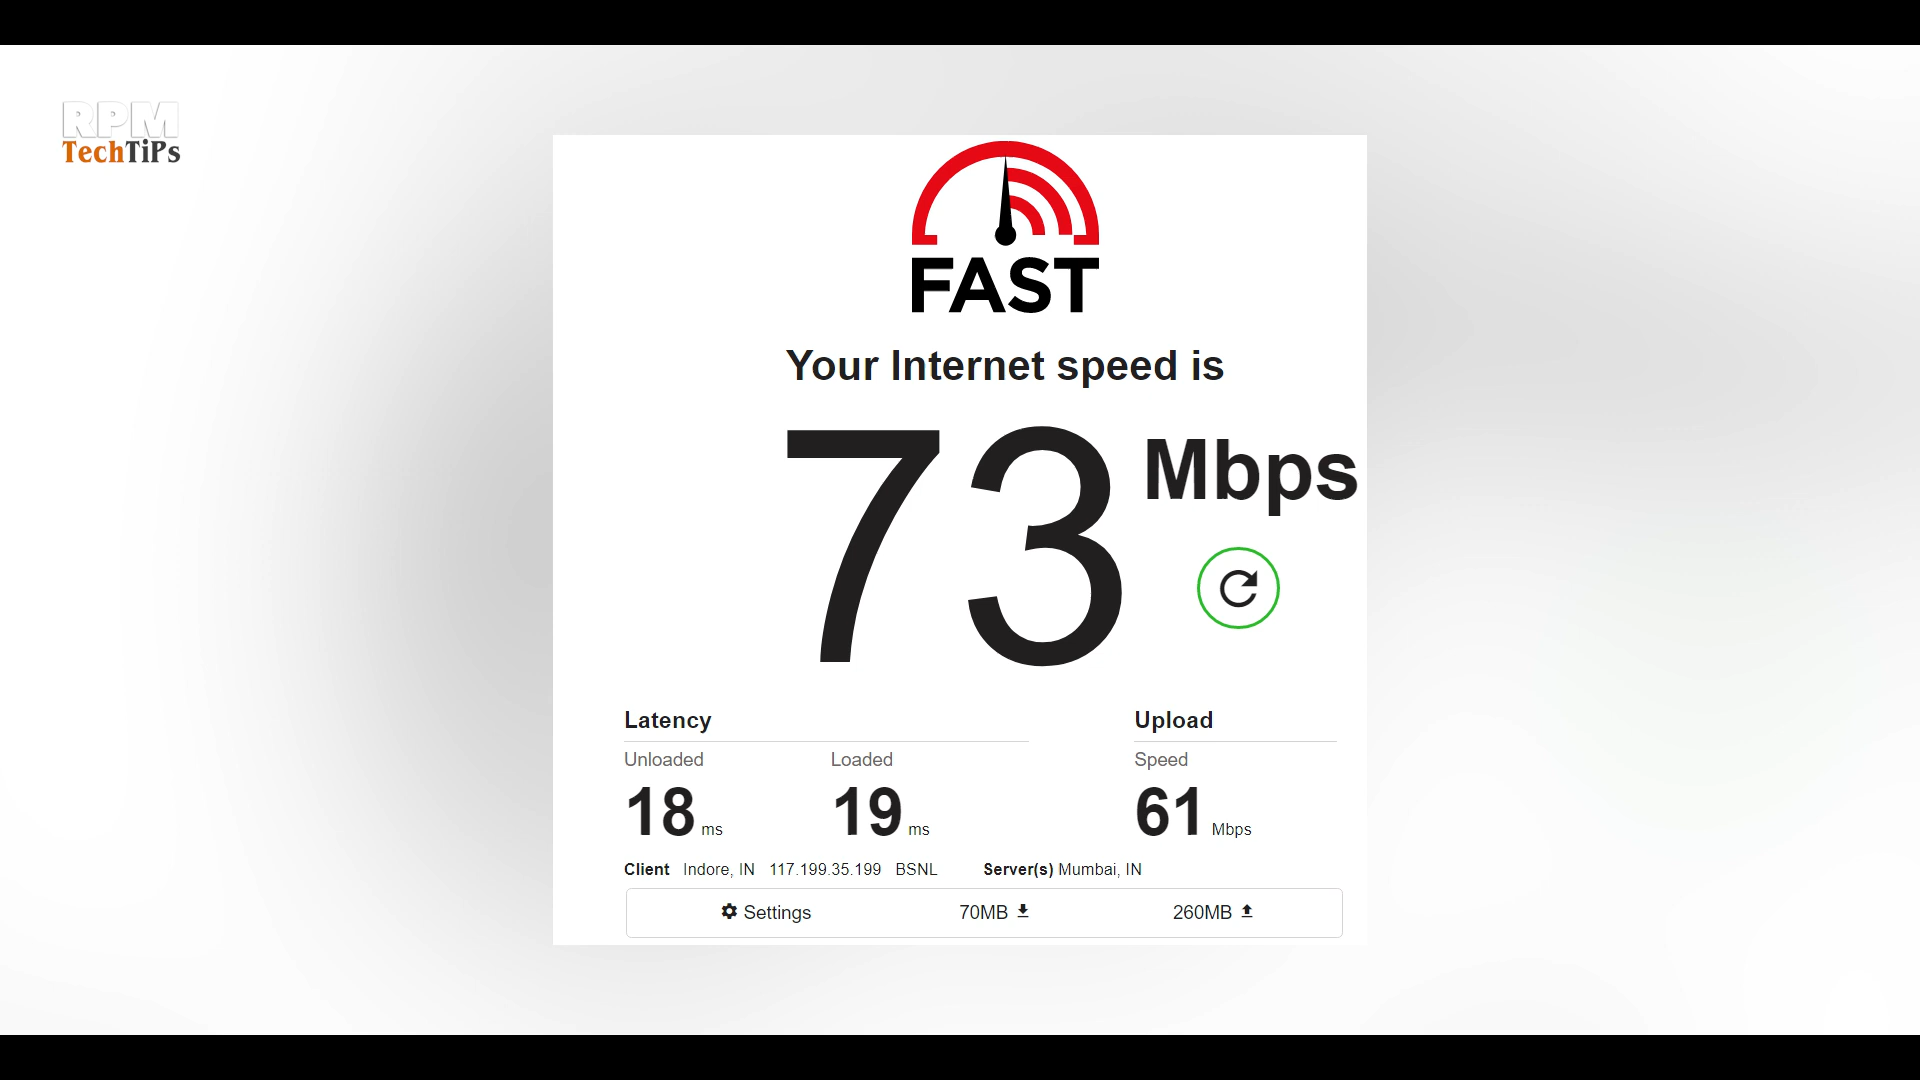 RPM
TechTiPs
FAST
Your Internet speed is
73 Mbps
Latency Upload
Unloaded Loaded Speed
18 ms 19 ms 61 Mbps
Client Indore, IN 117.199.35.199 BSNL Server(s) Mumbai, IN
Settings 70MB 260MB